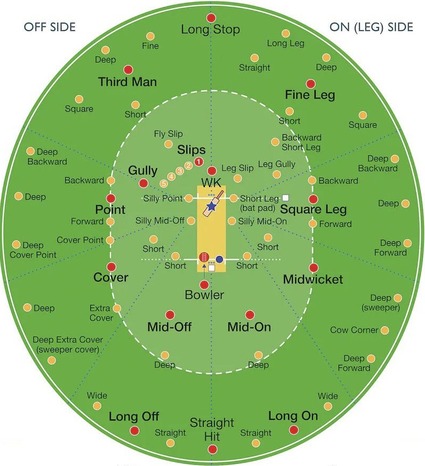 OFF SIDE
ON (LEG) SIDE
Long Stop
Fine
Deep
Third Man
Square
Short
Long Leg
Straight
Deep
Fine Leg
Short
Fly Slip
Slips
1
2
3
4
5
Gully
WK
Leg Slip
Leg Gully
Backward
Short Leg
Square
Deep
Backward
Deep
Backward
Backward
Backward
Deep
Point
Silly Point
Short Leg
(bat pad)
Square Leg
Deep
Forward
Silly Mid-Off
Silly Mid-On
Forward
Deep
Cover Point
Cover Point
Short
Short
Deep
Forward
Short
Short
Cover
Midwicket
Bowler
Deep
Extra
Cover
Mid-Off
Mid-On
Deep
(sweeper)
Cow Corner
Deep Extra Cover
(sweeper cover)
Deep
Deep
Deep
Forward
Wide
Wide
Long Off
Straight
Straight
Hit
Straight
Long On